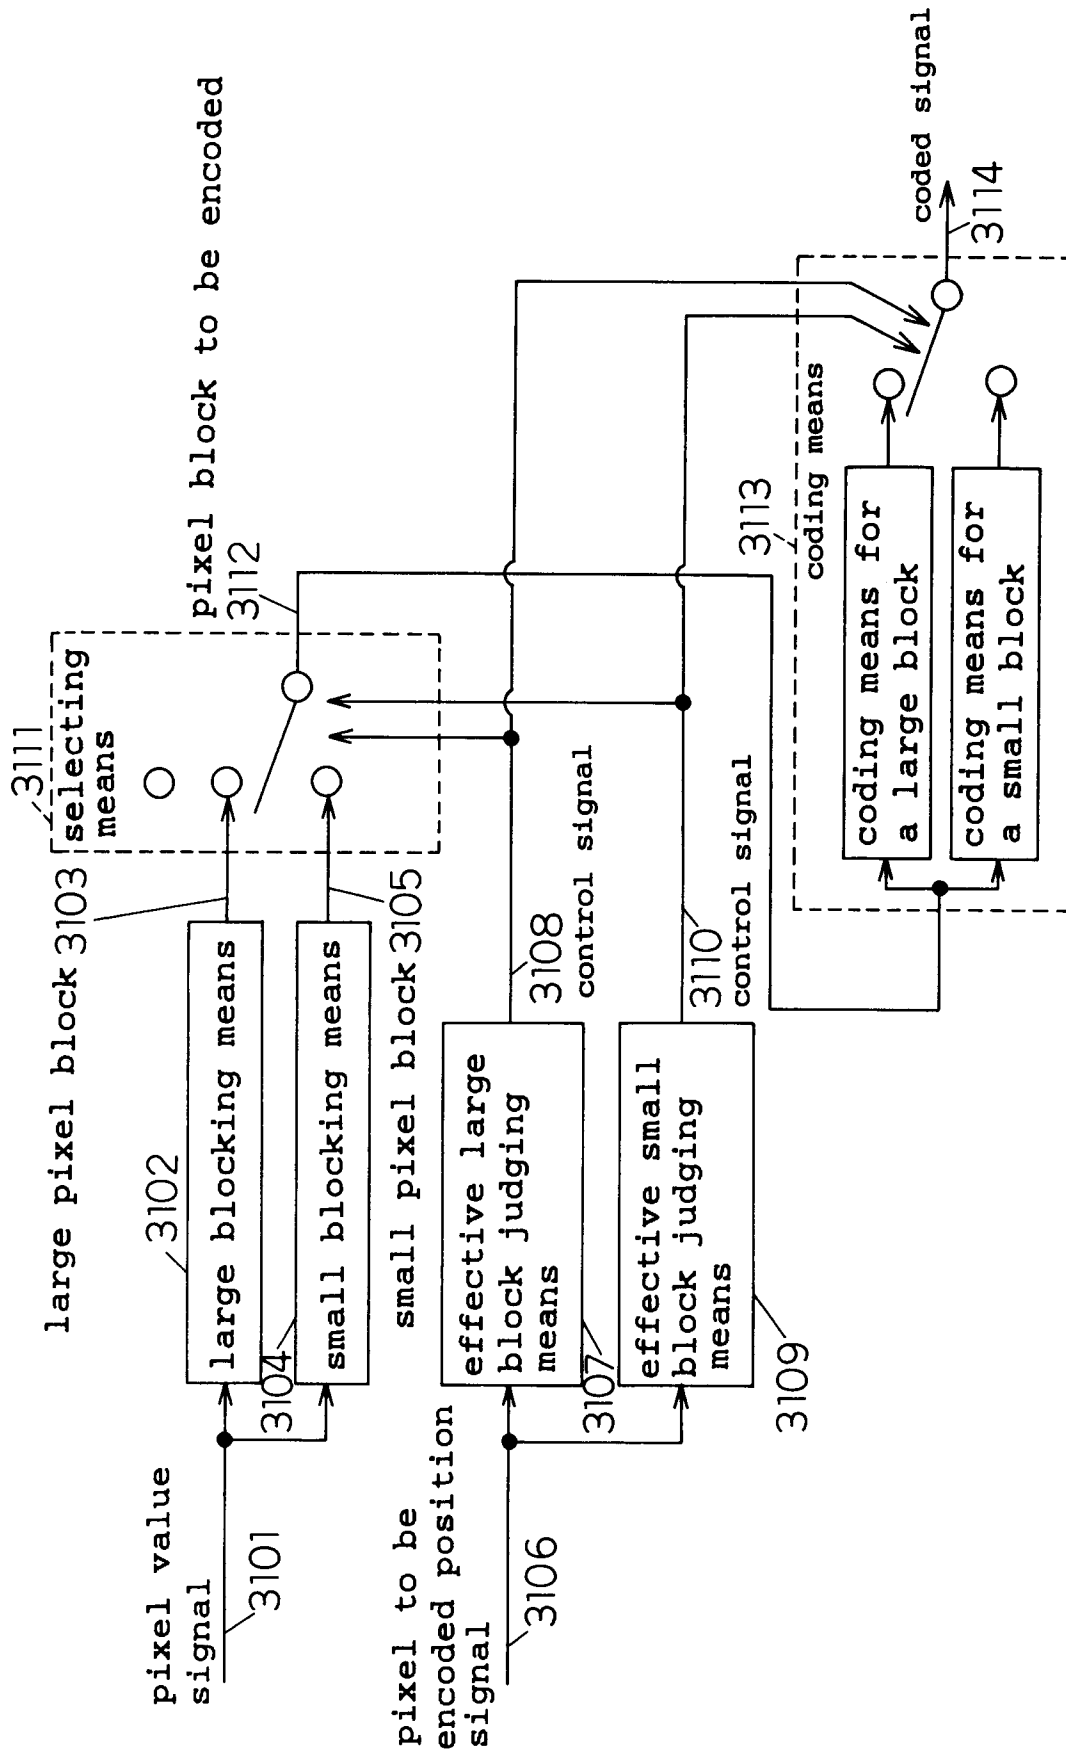 pixel value
signal
3101
large pixel block 3103
3102
large blocking means
3104
small blocking means
small pixel block 3105
3111
selecting
means
pixel block to be encoded
3112
pixel to be
encoded position
signal
3106
effective large
block judging
means
3107
3108
control signal
effective small
block judging
means
3109
3110
control signal
3113
coding means
coding means for
a large block
coding means for
a small block
coded signal
3114